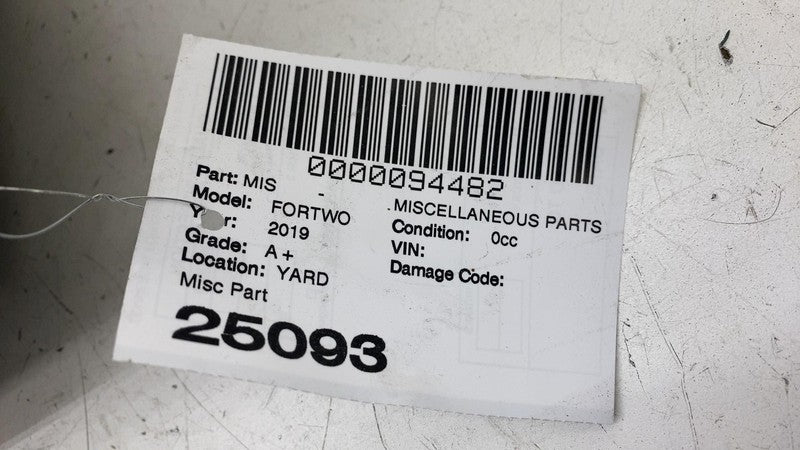 0000094482
Part: MIS - .MISCELLANEOUS PARTS
Model: FORTWO Condition: 0cc
Y r: 2019 VIN:
Grade: A+ Damage Code:
Location: YARD
Misc Part
25093